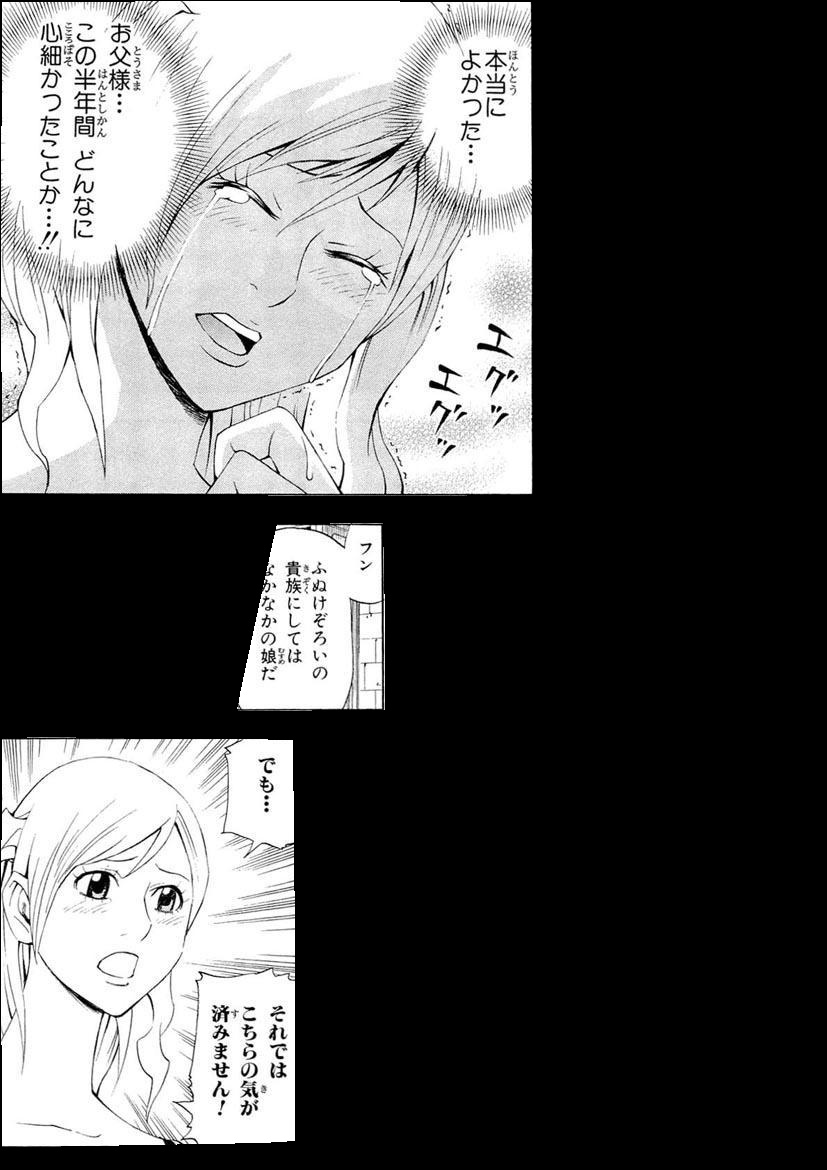 本当に
よかった…
お父様…
この半年間 どんなに
心細かったことか…!!
エグッ
エグッ
フン
ふぬけぞろいの
貴族にしては
なかなかの娘だ
でも…
それでは
こちらの気が
済みません!